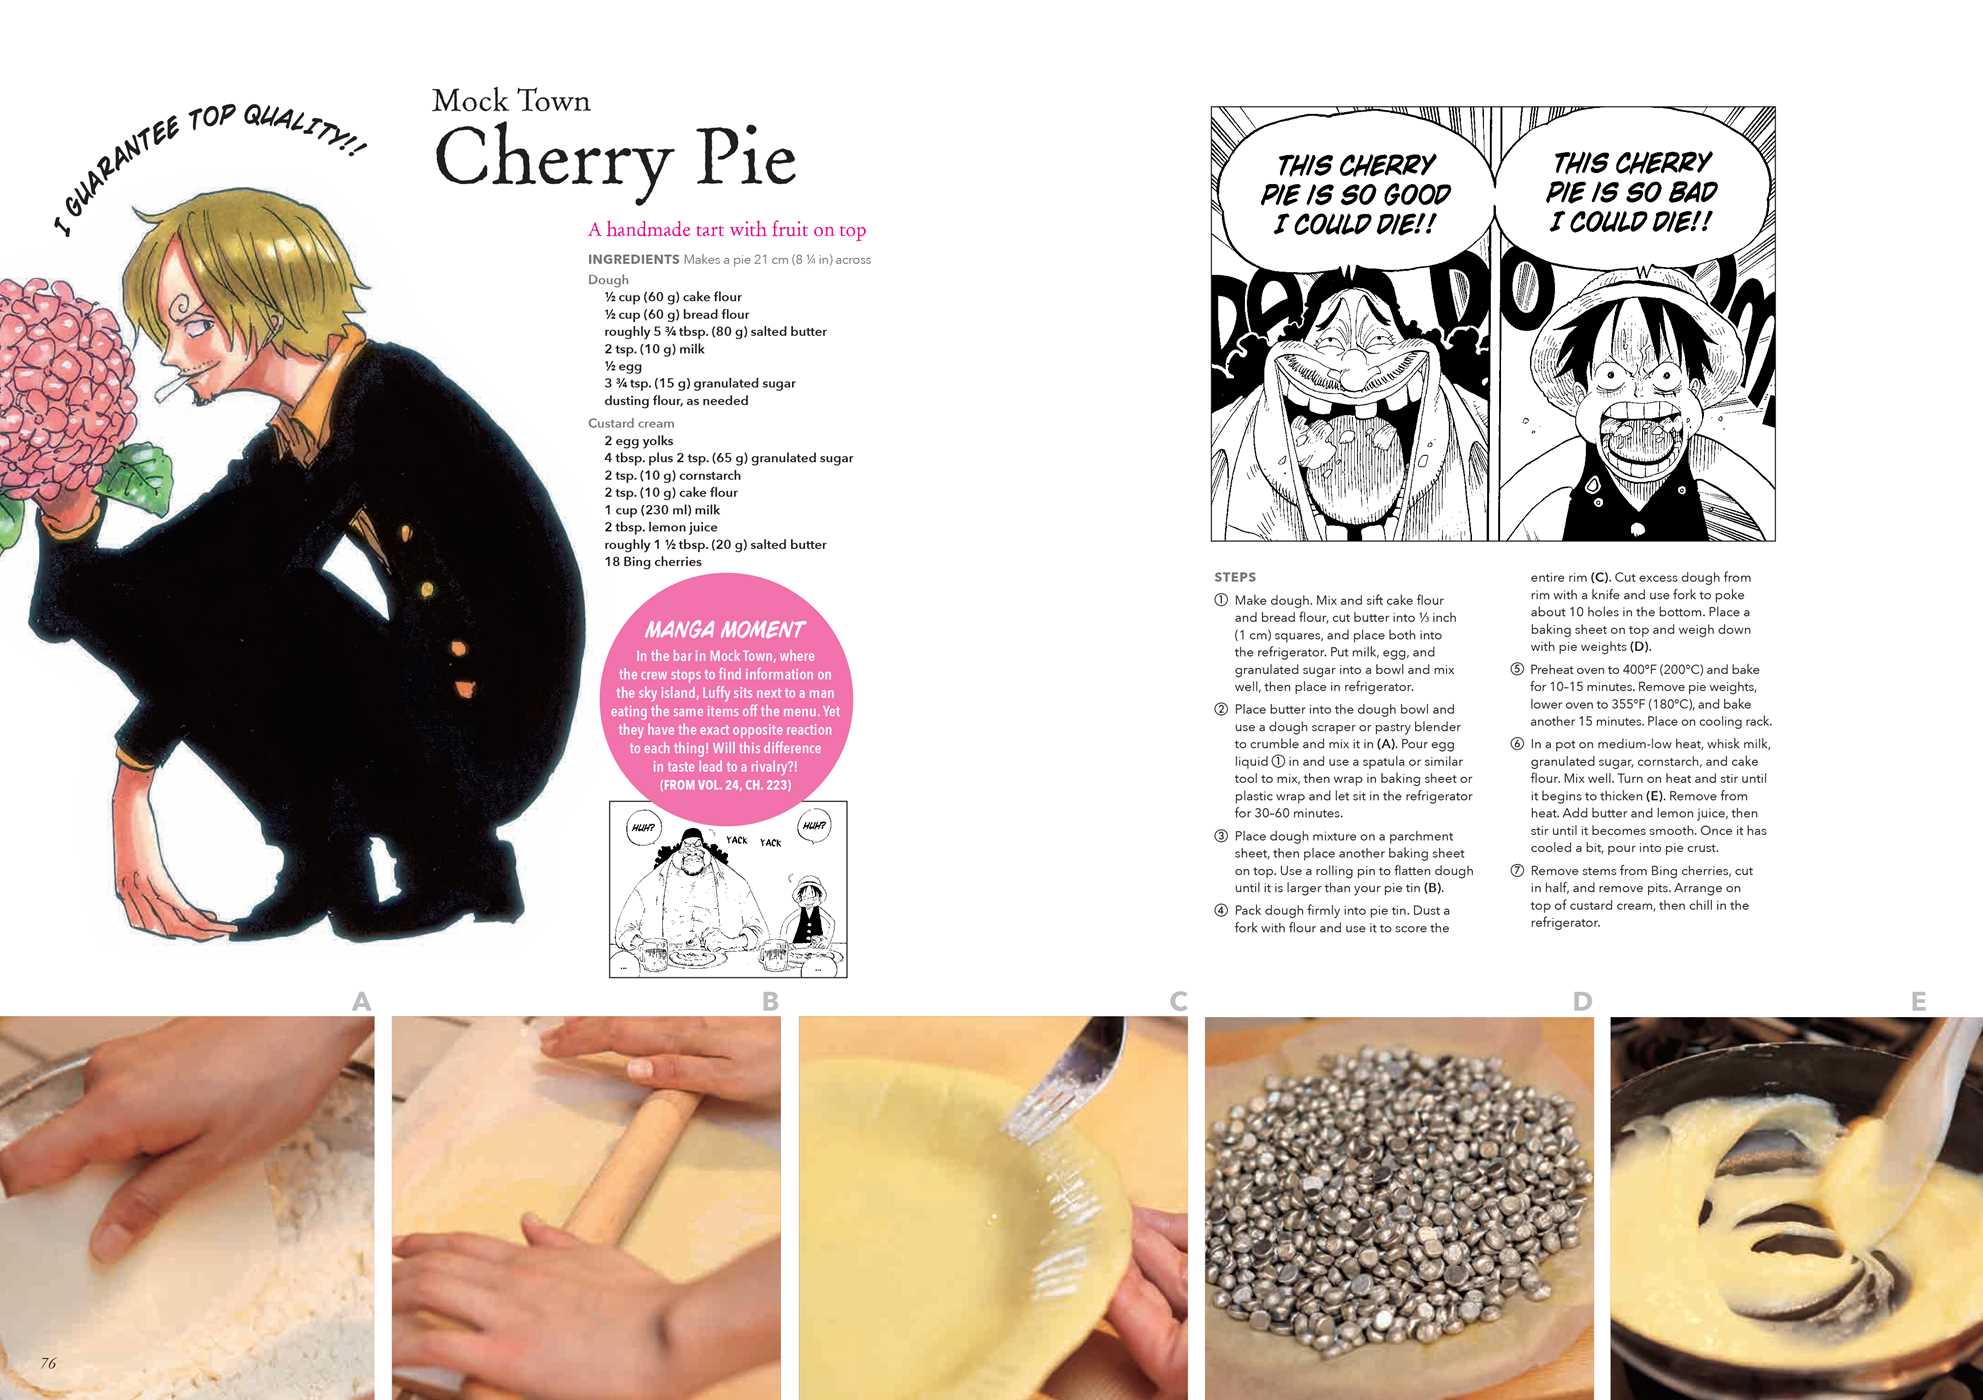 I GUARANTEE TOP QUALITY!!
Mock Town
Cherry Pie
A handmade tart with fruit on top
INGREDIENTS Makes a pie 21 cm (8 ¼ in) across
Dough
½ cup (60 g) cake flour
½ cup (60 g) bread flour
roughly 5 ¾ tbsp. (80 g) salted butter
2 tsp. (10 g) milk
½ egg
3 ¾ tsp. (15 g) granulated sugar
dusting flour, as needed
Custard cream
2 egg yolks
4 tbsp. plus 2 tsp. (65 g) granulated sugar
2 tsp. (10 g) cornstarch
2 tsp. (10 g) cake flour
1 cup (230 ml) milk
2 tbsp. lemon juice
roughly 1 ½ tbsp. (20 g) salted butter
18 Bing cherries
MANGA MOMENT
In the bar in Mock Town, where
the crew stops to find information on
the sky island, Luffy sits next to a man
eating the same items off the menu. Yet
they have the exact opposite reaction
to each thing! Will this difference
in taste lead to a rivalry?!
(FROM VOL. 24, CH. 223)
HUH?
YACK
YACK
HUH?
...
...
THIS CHERRY
PIE IS SO GOOD
I COULD DIE!!
THIS CHERRY
PIE IS SO BAD
I COULD DIE!!
STEPS
① Make dough. Mix and sift cake flour
and bread flour, cut butter into ⅓ inch
(1 cm) squares, and place both into
the refrigerator. Put milk, egg, and
granulated sugar into a bowl and mix
well, then place in refrigerator.
② Place butter into the dough bowl and
use a dough scraper or pastry blender
to crumble and mix it in (A). Pour egg
liquid ① in and use a spatula or similar
tool to mix, then wrap in baking sheet or
plastic wrap and let sit in the refrigerator
for 30–60 minutes.
③ Place dough mixture on a parchment
sheet, then place another baking sheet
on top. Use a rolling pin to flatten dough
until it is larger than your pie tin (B).
④ Pack dough firmly into pie tin. Dust a
fork with flour and use it to score the
entire rim (C). Cut excess dough from
rim with a knife and use fork to poke
about 10 holes in the bottom. Place a
baking sheet on top and weigh down
with pie weights (D).
⑤ Preheat oven to 400°F (200°C) and bake
for 10–15 minutes. Remove pie weights,
lower oven to 355°F (180°C), and bake
another 15 minutes. Place on cooling rack.
⑥ In a pot on medium-low heat, whisk milk,
granulated sugar, cornstarch, and cake
flour. Mix well. Turn on heat and stir until
it begins to thicken (E). Remove from
heat. Add butter and lemon juice, then
stir until it becomes smooth. Once it has
cooled a bit, pour into pie crust.
⑦ Remove stems from Bing cherries, cut
in half, and remove pits. Arrange on
top of custard cream, then chill in the
refrigerator.
A
B
C
D
E
76